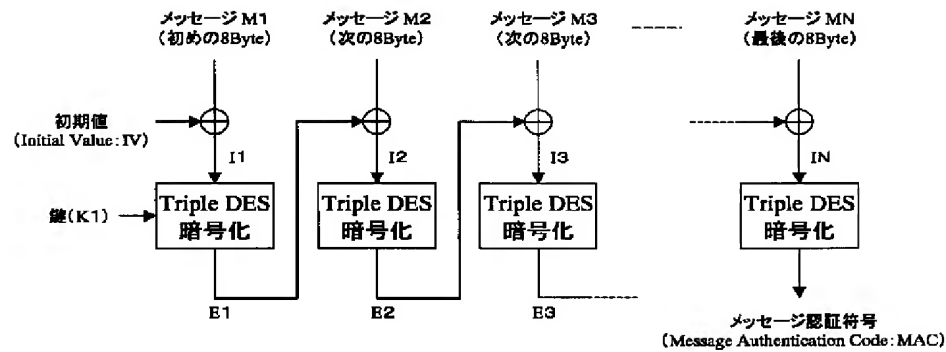 メッセージ M1
(初めの8Byte)
メッセージ M2
(次の8Byte)
メッセージ M3
(次の8Byte)
メッセージ MN
(最後の8Byte)
初期値
(Initial Value:IV)
I1
I2
I3
IN
鍵(K1)
Triple DES
暗号化
Triple DES
暗号化
Triple DES
暗号化
Triple DES
暗号化
E1
E2
E3
メッセージ認証符号
(Message Authentication Code:MAC)